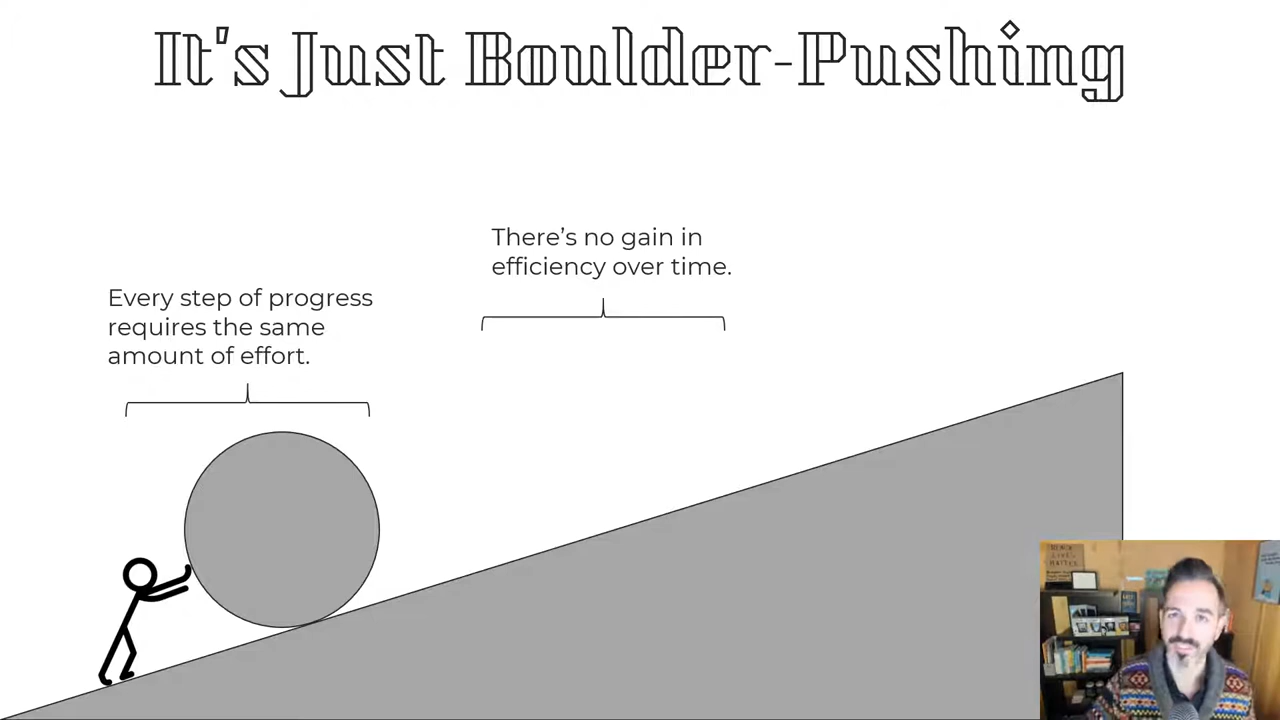 It's Just Boulder-Pushing
There's no gain in
efficiency over time.
Every step of progress
requires the same
amount of effort.